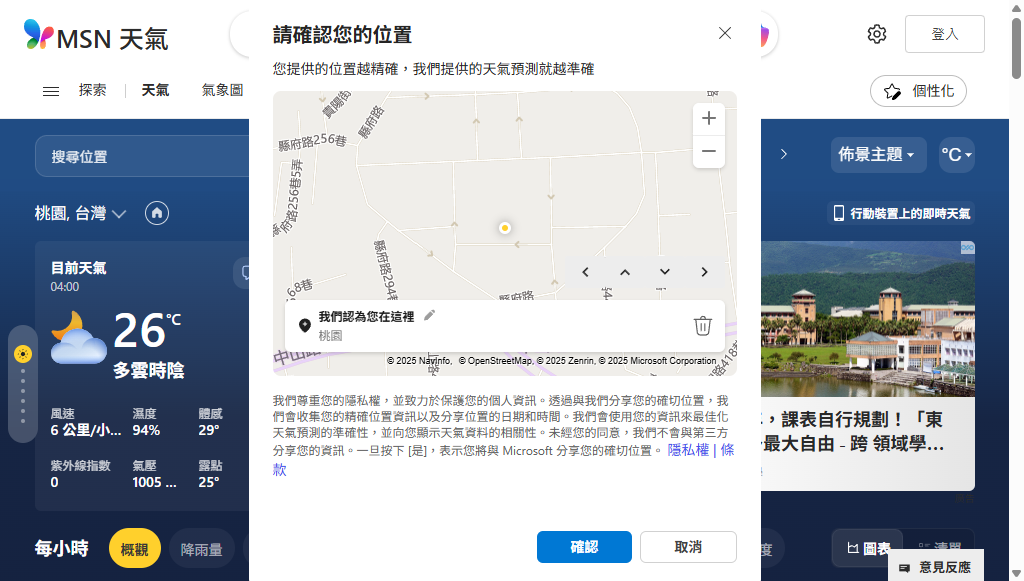 MSN 天氣
登入
探索
天氣
氣象圖
個性化
搜尋位置
佈景主題
°C
桃園, 台灣
行動裝置上的即時天氣
目前天氣
04:00
26
°C
多雲時陰
風速
6 公里/小...
濕度
94%
體感
29°
紫外線指數
0
氣壓
1005 ...
露點
25°
每小時
概觀
降雨量
請確認您的位置
您提供的位置越精確，我們提供的天氣預測就越準確
貴陽街
縣府路
縣府路256巷
縣府路256巷5弄
縣府路294巷
縣府路
中山路
418巷
我們認為您在這裡
桃園
© 2025 Navinfo, © OpenStreetMap, © 2025 Zenrin, © 2025 Microsoft Corporation
我們尊重您的隱私權，並致力於保護您的個人資訊。透過與我們分享您的確切位置，我
們會收集您的精確位置資訊以及分享位置的日期和時間。我們會使用您的資訊來最佳化
天氣預測的準確性，並向您顯示天氣資料的相關性。未經您的同意，我們不會與第三方
分享您的資訊。一旦按下 [是]，表示您將與 Microsoft 分享您的確切位置。 隱私權 | 條
款
確認
取消
，課表自行規劃！「東
最大自由 - 跨 領域學...
度
圖表
清單
意見反應